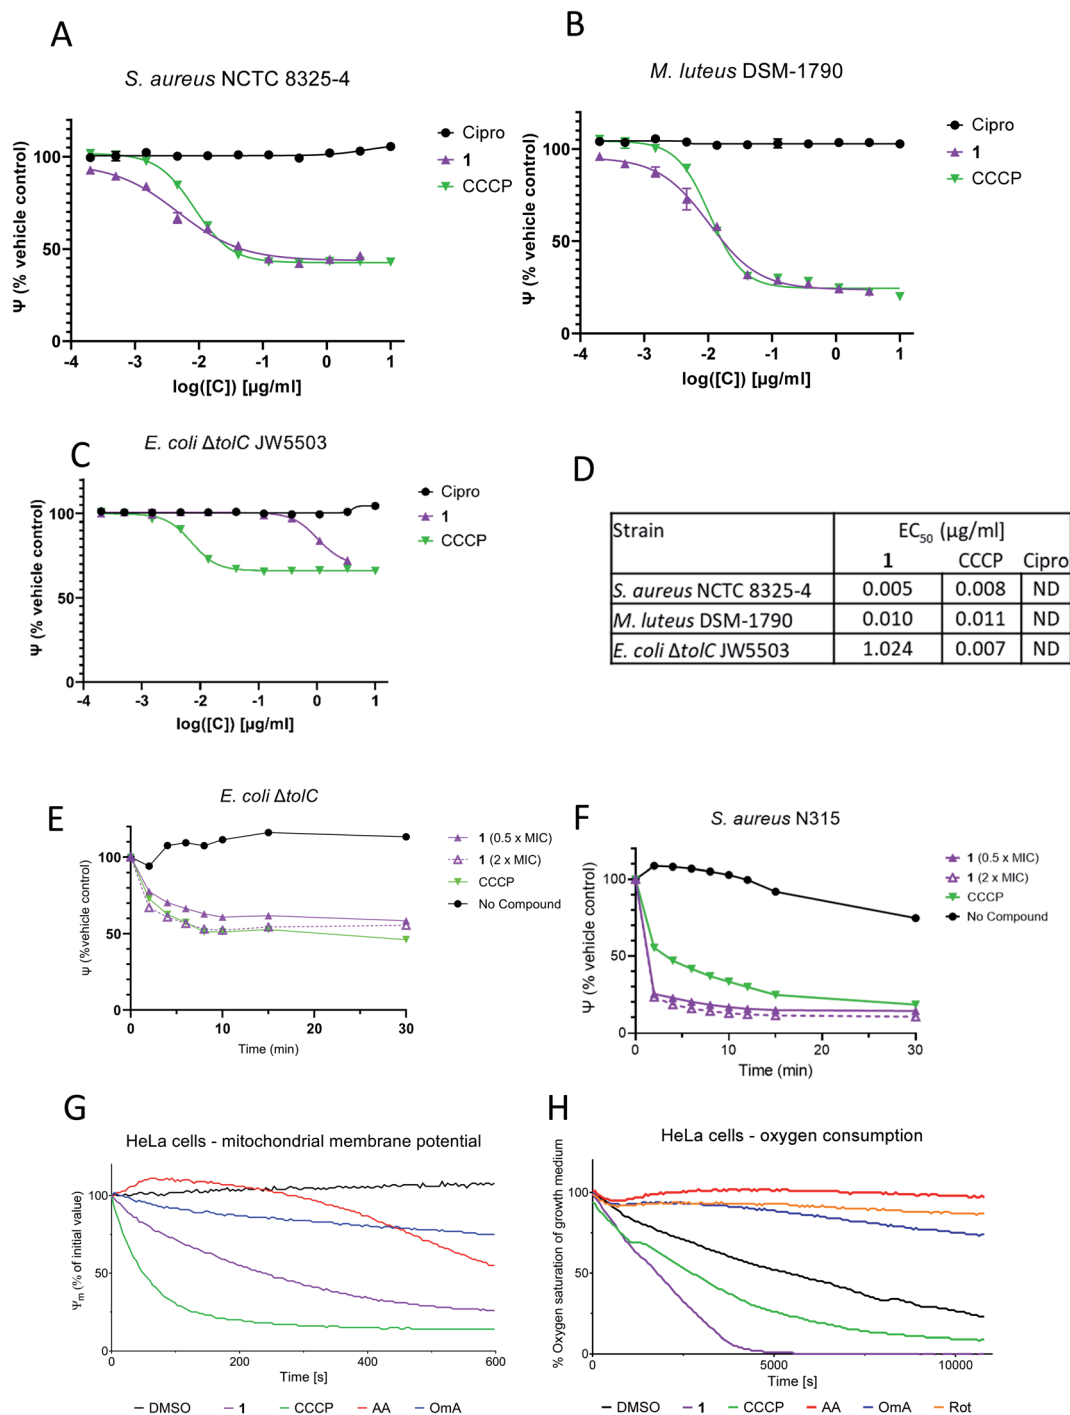 A
S. aureus NCTC 8325-4
Ψ (% vehicle control)
100
50
0
-4 -3 -2 -1 0 1
log([C]) [µg/ml]
Cipro
1
CCCP
B
M. luteus DSM-1790
Ψ (% vehicle control)
100
50
0
-4 -3 -2 -1 0 1
log([C]) [µg/ml]
Cipro
1
CCCP
C
E. coli ΔtolC JW5503
Ψ (% vehicle control)
100
50
0
-4 -3 -2 -1 0 1
log([C]) [µg/ml]
Cipro
1
CCCP
D
Strain EC50 (µg/ml]
1 CCCP Cipro
S. aureus NCTC 8325-4 0.005 0.008 ND
M. luteus DSM-1790 0.010 0.011 ND
E. coli ΔtolC JW5503 1.024 0.007 ND
E
E. coli ΔtolC
Ψ (%vehicle control)
100
50
0
0 10 20 30
Time (min)
1 (0.5 x MIC)
1 (2 x MIC)
CCCP
No Compound
F
S. aureus N315
Ψ (% vehicle control)
100
50
0
0 10 20 30
Time (min)
1 (0.5 x MIC)
1 (2 x MIC)
CCCP
No Compound
G
HeLa cells - mitochondrial membrane potential
Ψm (% of initial value)
100
50
0
0 200 400 600
Time [s]
DMSO 1 CCCP AA OmA
H
HeLa cells - oxygen consumption
% Oxygen saturation of growth medium
100
50
0
0 5000 10000
Time [s]
DMSO 1 CCCP AA OmA Rot